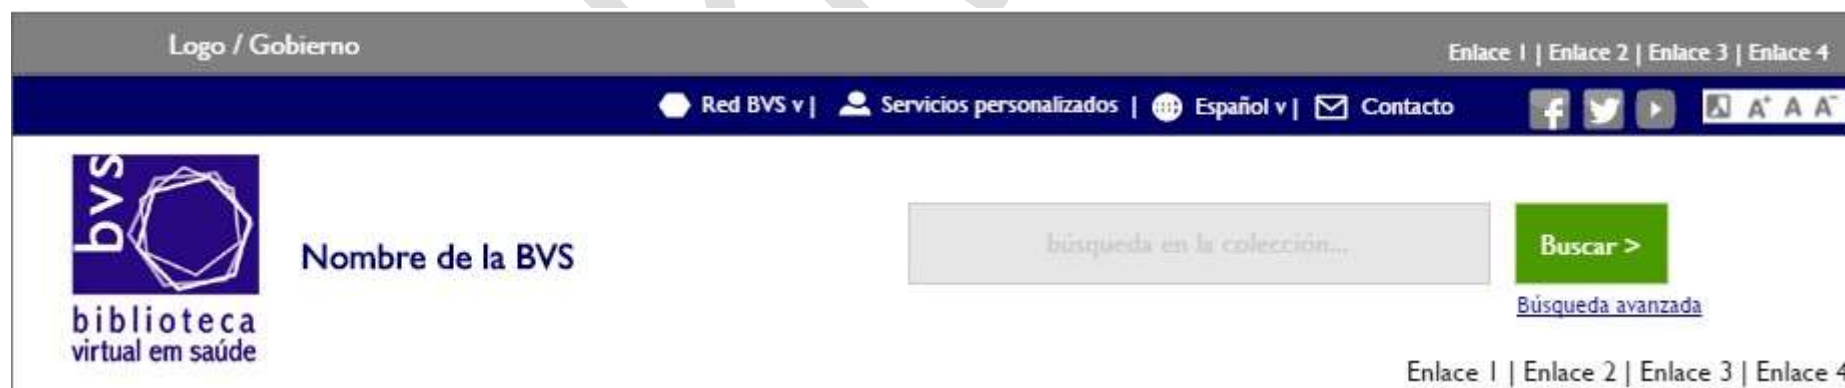 Logo / Gobierno
Enlace 1 | Enlace 2 | Enlace 3 | Enlace 4
Red BVS v | Servicios personalizados | Español v | Contacto A+ A A-
bvs
biblioteca
virtual em saúde
Nombre de la BVS
búsqueda en la colección...
Buscar >
Búsqueda avanzada
Enlace 1 | Enlace 2 | Enlace 3 | Enlace 4